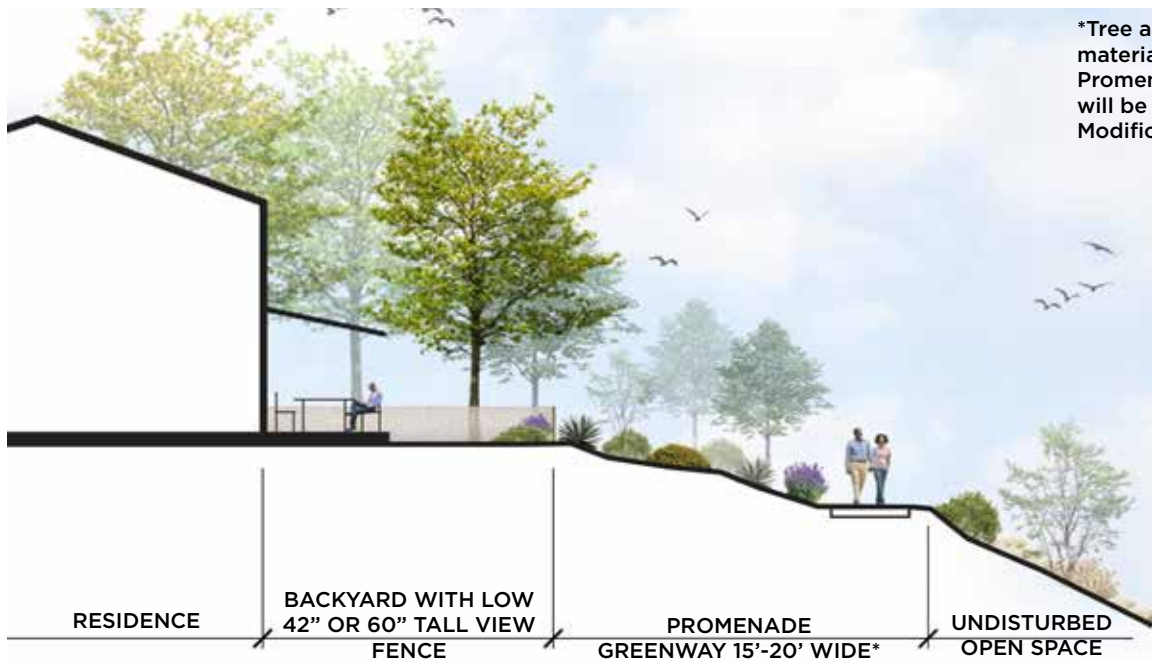 *Tree a
materia
Promen
will be
Modific
RESIDENCE
BACKYARD WITH LOW
42” OR 60” TALL VIEW
FENCE
PROMENADE
GREENWAY 15’-20’ WIDE*
UNDISTURBED
OPEN SPACE